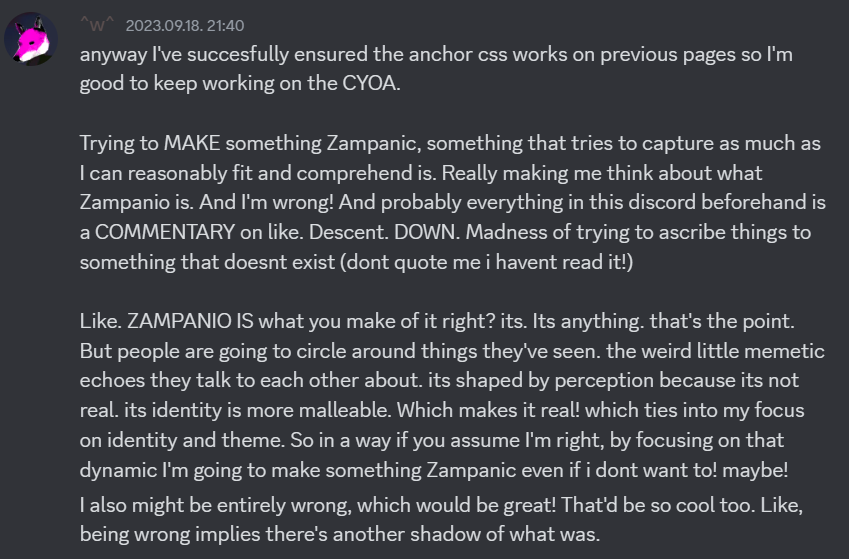 ^w^ 2023.09.18. 21:40
anyway I've succesfully ensured the anchor css works on previous pages so I'm
good to keep working on the CYOA.
Trying to MAKE something Zampanic, something that tries to capture as much as
I can reasonably fit and comprehend is. Really making me think about what
Zampanio is. And I'm wrong! And probably everything in this discord beforehand is
a COMMENTARY on like. Descent. DOWN. Madness of trying to ascribe things to
something that doesnt exist (dont quote me i havent read it!)
Like. ZAMPANIO IS what you make of it right? its. Its anything. that's the point.
But people are going to circle around things they've seen. the weird little memetic
echoes they talk to each other about. its shaped by perception because its not
real. its identity is more malleable. Which makes it real! which ties into my focus
on identity and theme. So in a way if you assume I'm right, by focusing on that
dynamic I'm going to make something Zampanic even if i dont want to! maybe!
I also might be entirely wrong, which would be great! That'd be so cool too. Like,
being wrong implies there's another shadow of what was.